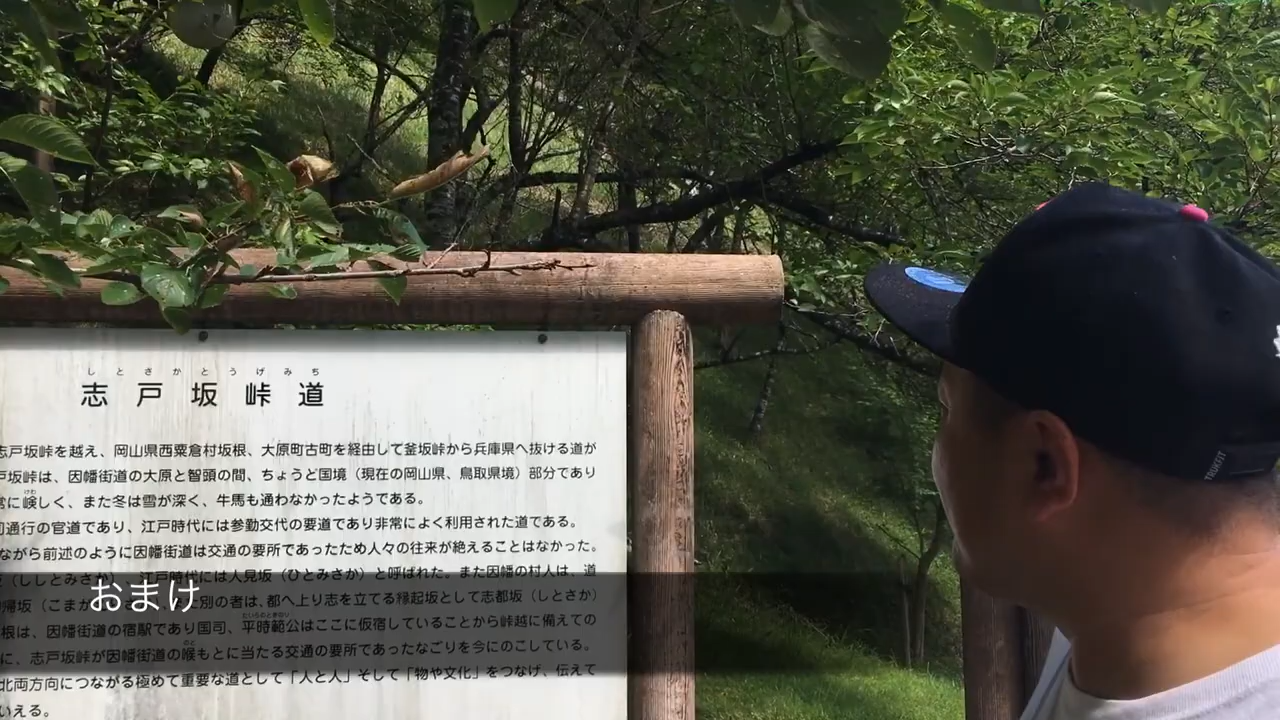 しとさかとうげみち
志戸坂峠道
志戸坂峠を越え、岡山県西粟倉村坂根、大原町古町を経由して釜坂峠から兵庫県へ抜ける道が
戸坂峠は、因幡街道の大原と智頭の間、ちょうど国境（現在の岡山県、鳥取県境）部分であり
常に峻しく、また冬は雪が深く、牛馬も通わなかったようである。
通行の官道であり、江戸時代には参勤交代の要道であり非常によく利用された道である。
ながら前述のように因幡街道は交通の要所であったため人々の往来が絶えることはなかった。
（ししとみさか）、江戸時代には人見坂（ひとみさか）と呼ばれた。また因幡の村人は、道
帰坂（こまが 別の者は、都へ上り志を立てる縁起坂として志都坂（しとさか）
おまけ
根は、因幡街道の宿駅であり国司、平時範公はここに仮宿していることから峠越に備えての
に、志戸坂峠が因幡街道の喉もとに当たる交通の要所であったなごりを今にのこしている。
北両方向につながる極めて重要な道として「人と人」そして「物や文化」をつなげ、伝えて
いえる。
TRUKFIT